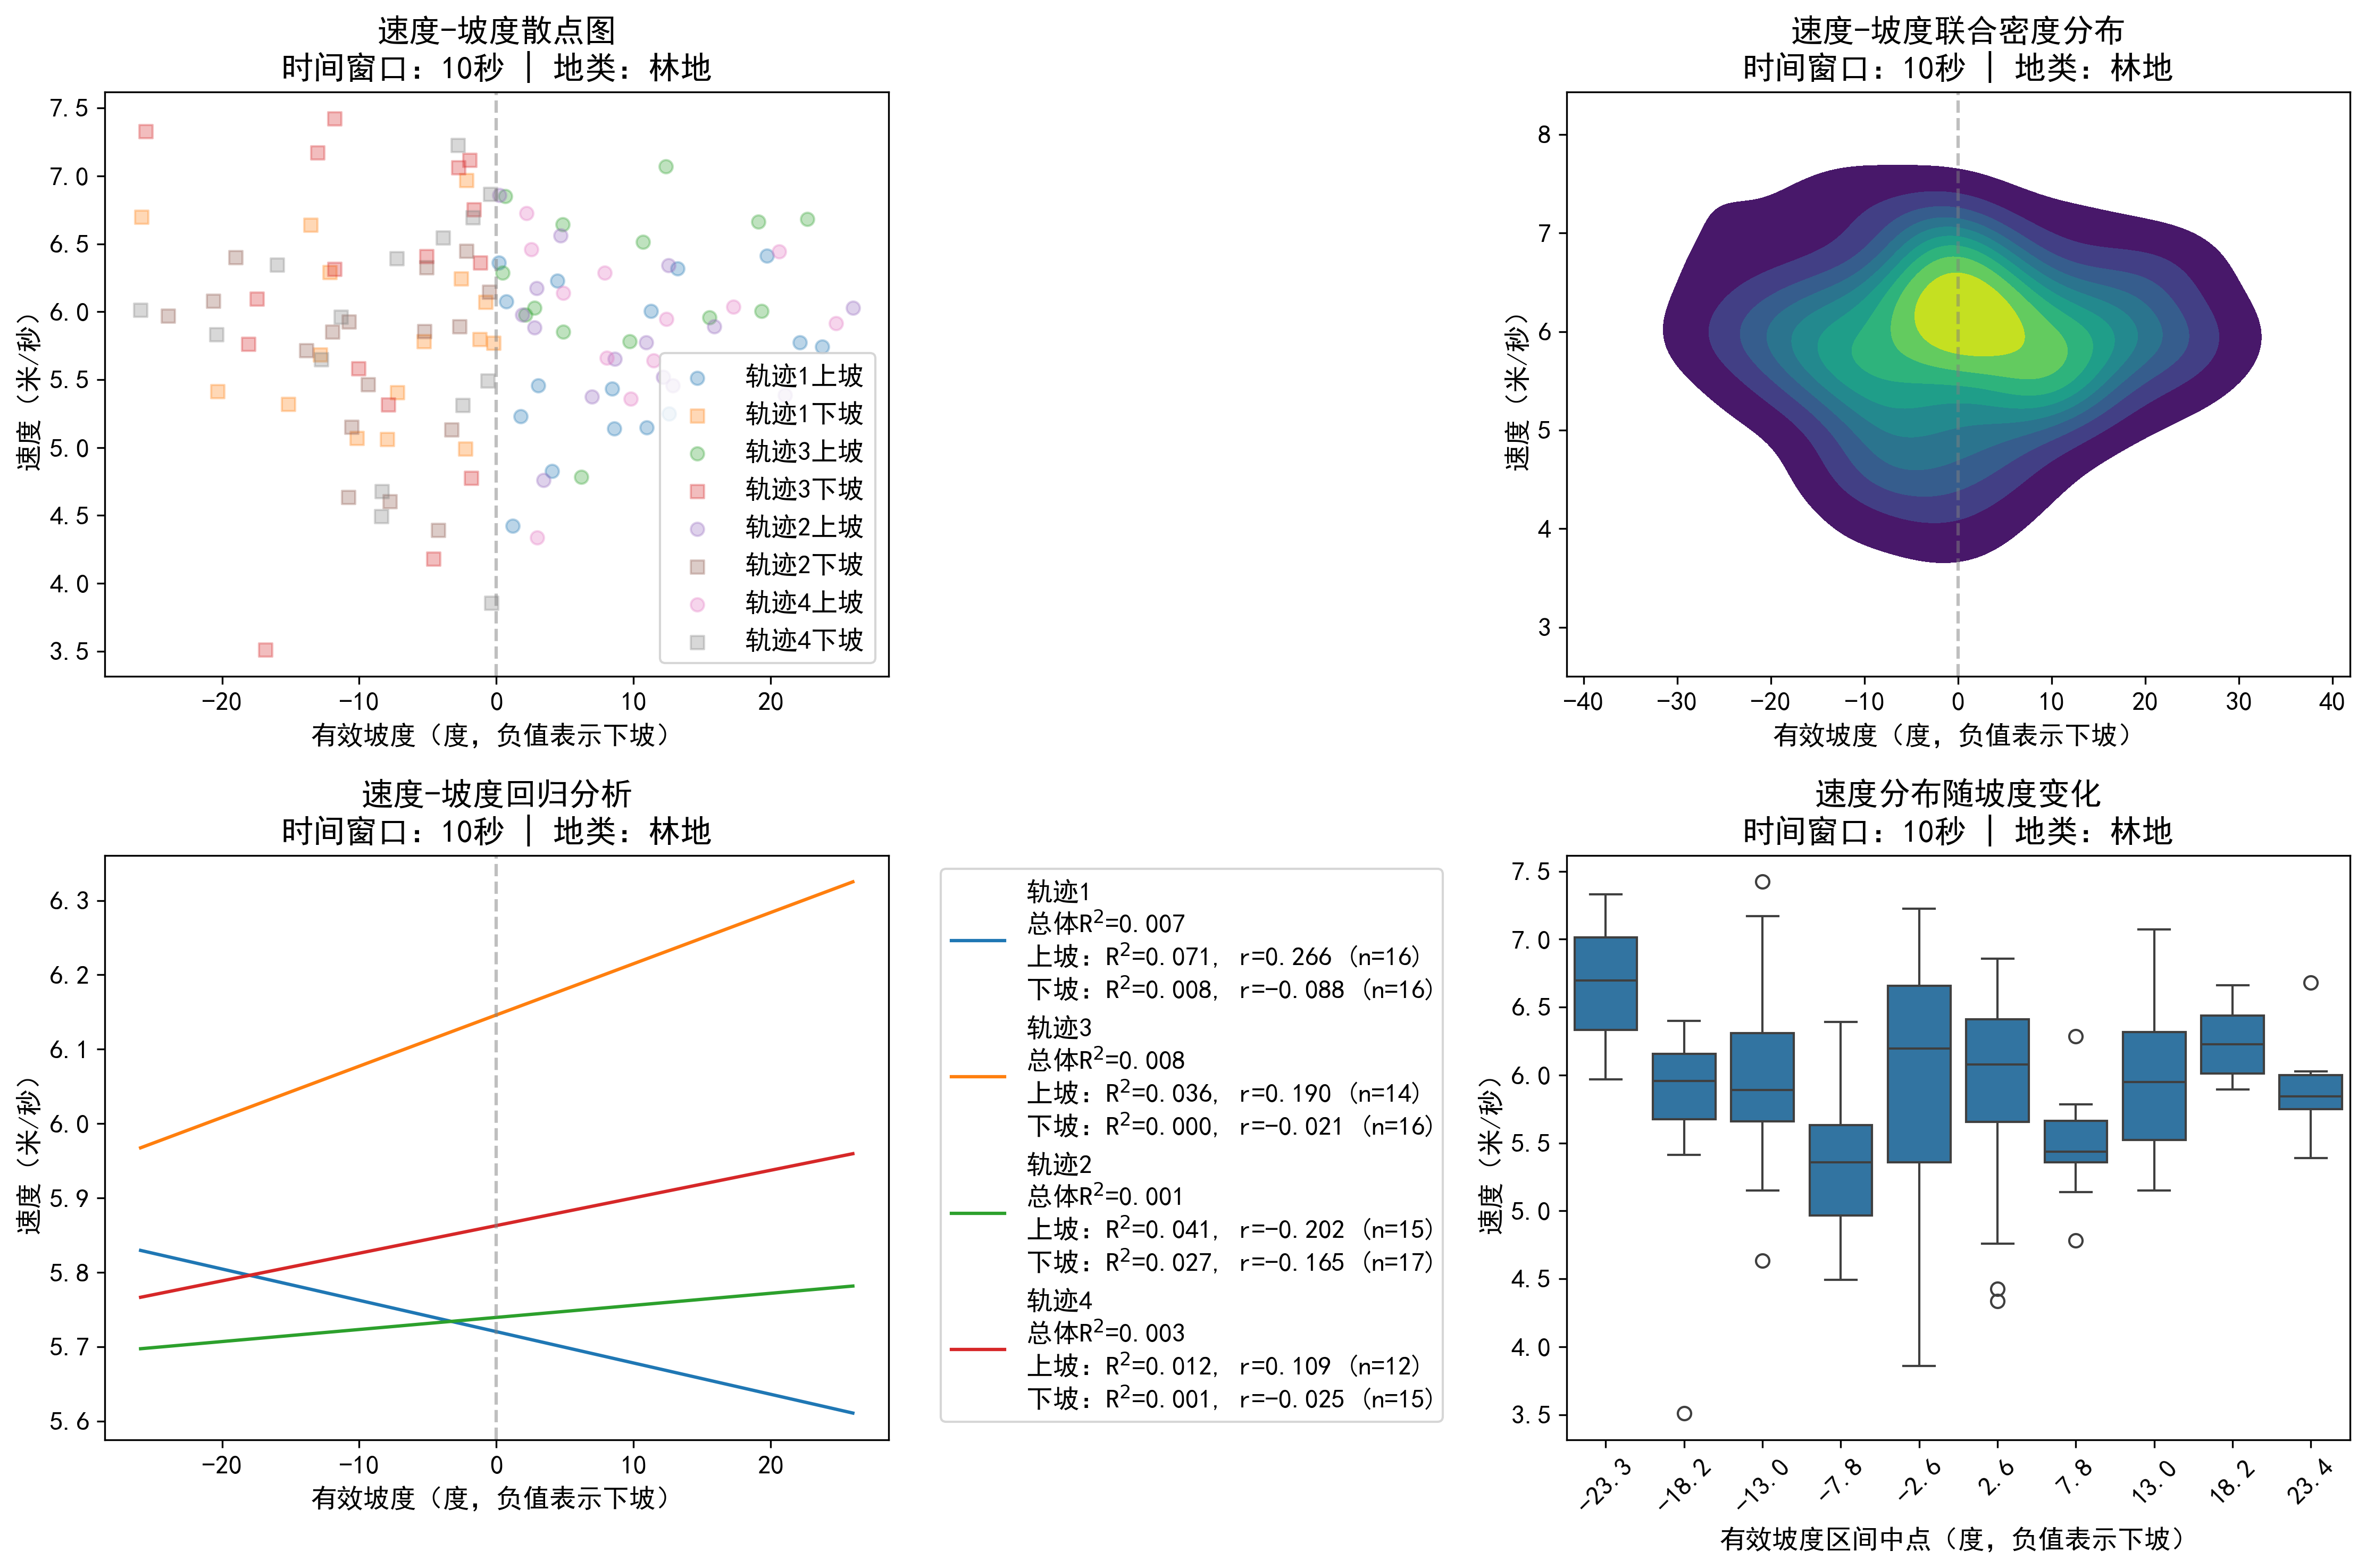 速度-坡度散点图
时间窗口：10秒 | 地类：林地
7.5
7.0
6.5
6.0
5.5
5.0
4.5
4.0
3.5
速度（米/秒）
轨迹1上坡
轨迹1下坡
轨迹3上坡
轨迹3下坡
轨迹2上坡
轨迹2下坡
轨迹4上坡
轨迹4下坡
−20 −10 0 10 20
有效坡度（度，负值表示下坡）
速度-坡度联合密度分布
时间窗口：10秒 | 地类：林地
8
7
6
5
4
3
速度（米/秒）
−40 −30 −20 −10 0 10 20 30 40
有效坡度（度，负值表示下坡）
速度-坡度回归分析
时间窗口：10秒 | 地类：林地
6.3
6.2
6.1
6.0
5.9
5.8
5.7
5.6
速度（米/秒）
−20 −10 0 10 20
有效坡度（度，负值表示下坡）
轨迹1
总体R²=0.007
上坡：R²=0.071, r=0.266 (n=16)
下坡：R²=0.008, r=-0.088 (n=16)
轨迹3
总体R²=0.008
上坡：R²=0.036, r=0.190 (n=14)
下坡：R²=0.000, r=-0.021 (n=16)
轨迹2
总体R²=0.001
上坡：R²=0.041, r=-0.202 (n=15)
下坡：R²=0.027, r=-0.165 (n=17)
轨迹4
总体R²=0.003
上坡：R²=0.012, r=0.109 (n=12)
下坡：R²=0.001, r=-0.025 (n=15)
速度分布随坡度变化
时间窗口：10秒 | 地类：林地
7.5
7.0
6.5
6.0
5.5
5.0
4.5
4.0
3.5
速度（米/秒）
−23.3 −18.2 −13.0 −7.8 −2.6 2.6 7.8 13.0 18.2 23.4
有效坡度区间中点（度，负值表示下坡）